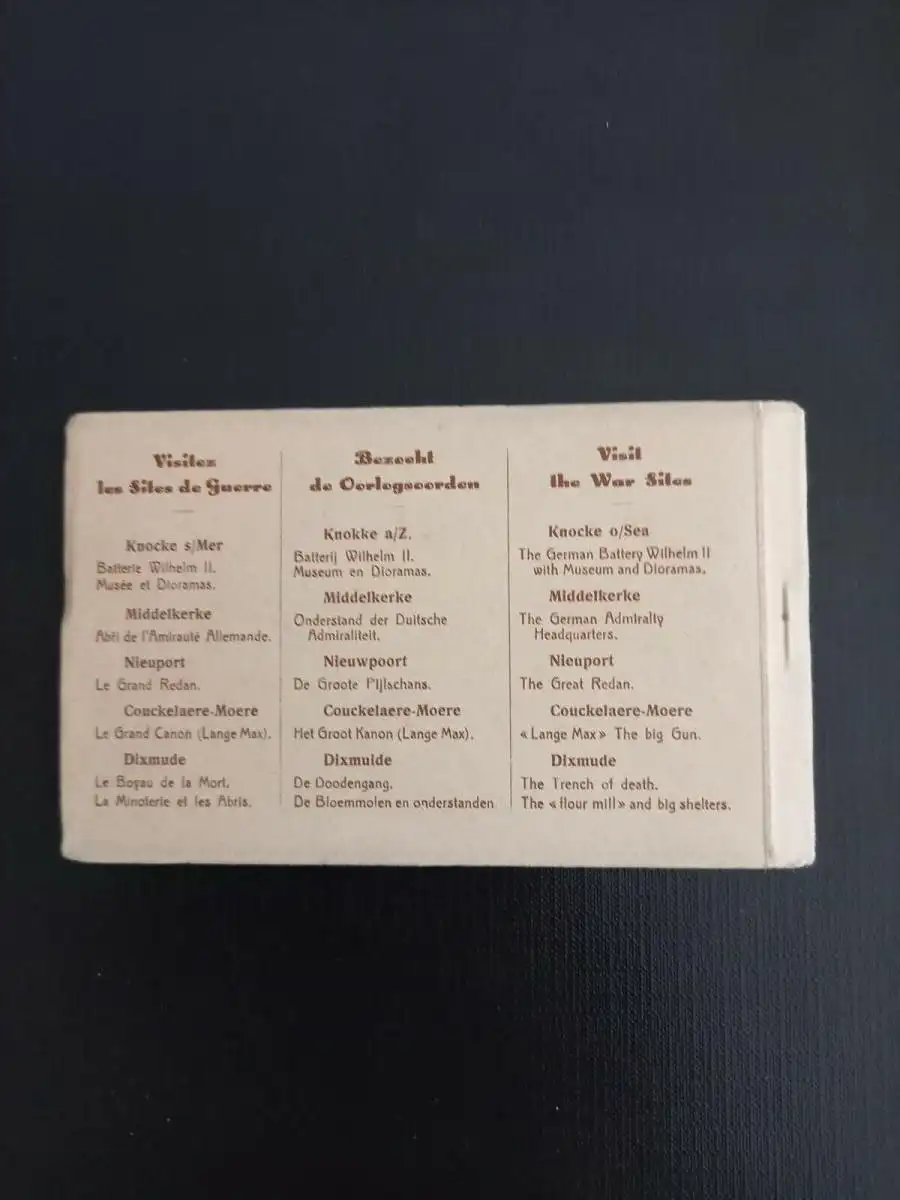 Visitez
les Sites de Guerre
Knocke s/Mer
Batterie Wilhelm II.
Musée et Dioramas.
Middelkerke
Abri de l'Amirauté Allemande.
Nieuport
Le Grand Redan.
Couckelaere-Moere
Le Grand Canon (Lange Max).
Dixmude
Le Boyau de la Mort.
La Minoterie et les Abris.
Bezoekt
de Oorlogsoorden
Knokke a/Z.
Batterij Wilhelm II.
Museum en Dioramas.
Middelkerke
Onderstand der Duitsche
Admiraliteit.
Nieuwpoort
De Groote Pijlschans.
Couckelaere-Moere
Het Groot Kanon (Lange Max).
Dixmuide
De Doodengang.
De Bloemmolen en onderstanden
Visit
the War Sites
Knocke o/Sea
The German Battery Wilhelm II
with Museum and Dioramas.
Middelkerke
The German Admiralty
Headquarters.
Nieuport
The Great Redan.
Couckelaere-Moere
« Lange Max » The big Gun.
Dixmude
The Trench of death.
The « flour mill » and big shelters.